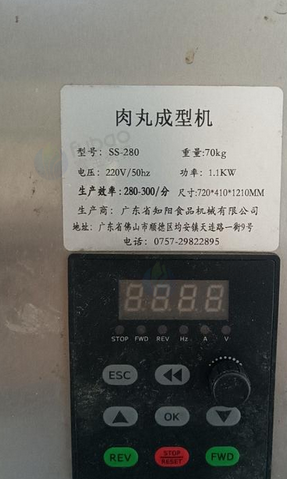 肉丸成型机
型号: SS-280 重量:70kg
电压: 220V/50hz 功率: 1.1KW
生产效率: 280-300/分 尺寸:720*410*1210MM
生产商: 广东省知阳食品机械有限公司
地址: 广东省佛山市顺德区均安镇天连路一街9号
电话: 0757-29822895
8.8.8.8
STOP FWD REV Hz A V
ESC
OK
REV STOP/RESET FWD